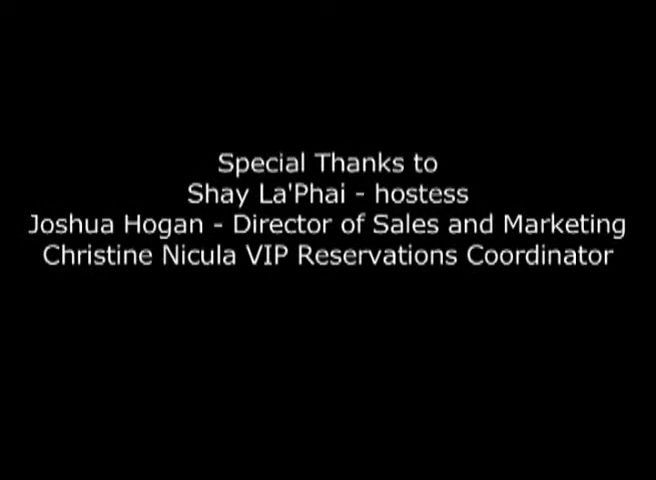 Special Thanks to
Shay La'Phai - hostess
Joshua Hogan - Director of Sales and Marketing
Christine Nicula VIP Reservations Coordinator